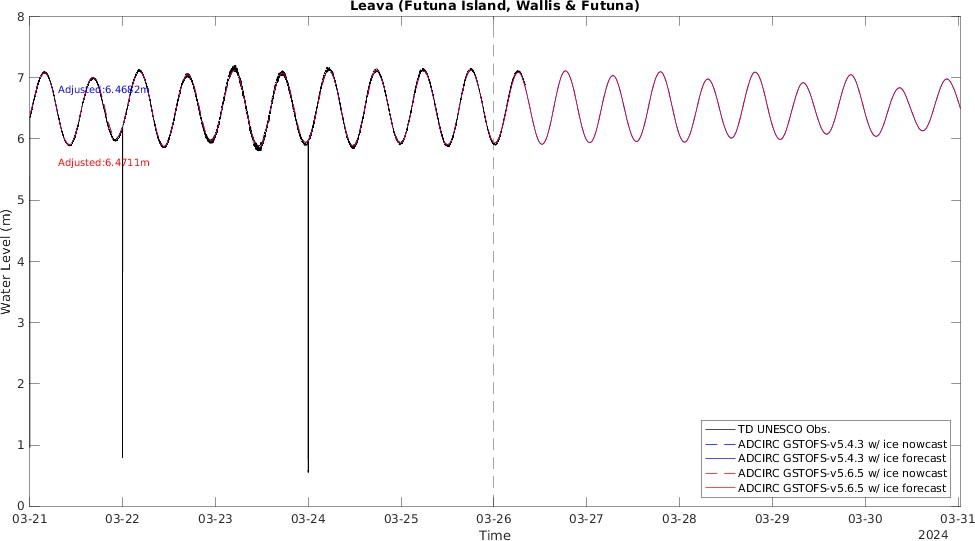 Leava (Futuna Island, Wallis & Futuna)
8
7
6
5
4
3
2
1
0
Water Level (m)
Adjusted:6.4682m
Adjusted:6.4711m
TD UNESCO Obs.
ADCIRC GSTOFS-v5.4.3 w/ ice nowcast
ADCIRC GSTOFS-v5.4.3 w/ ice forecast
ADCIRC GSTOFS-v5.6.5 w/ ice nowcast
ADCIRC GSTOFS-v5.6.5 w/ ice forecast
03-21 03-22 03-23 03-24 03-25 03-26 03-27 03-28 03-29 03-30 03-31
Time
2024